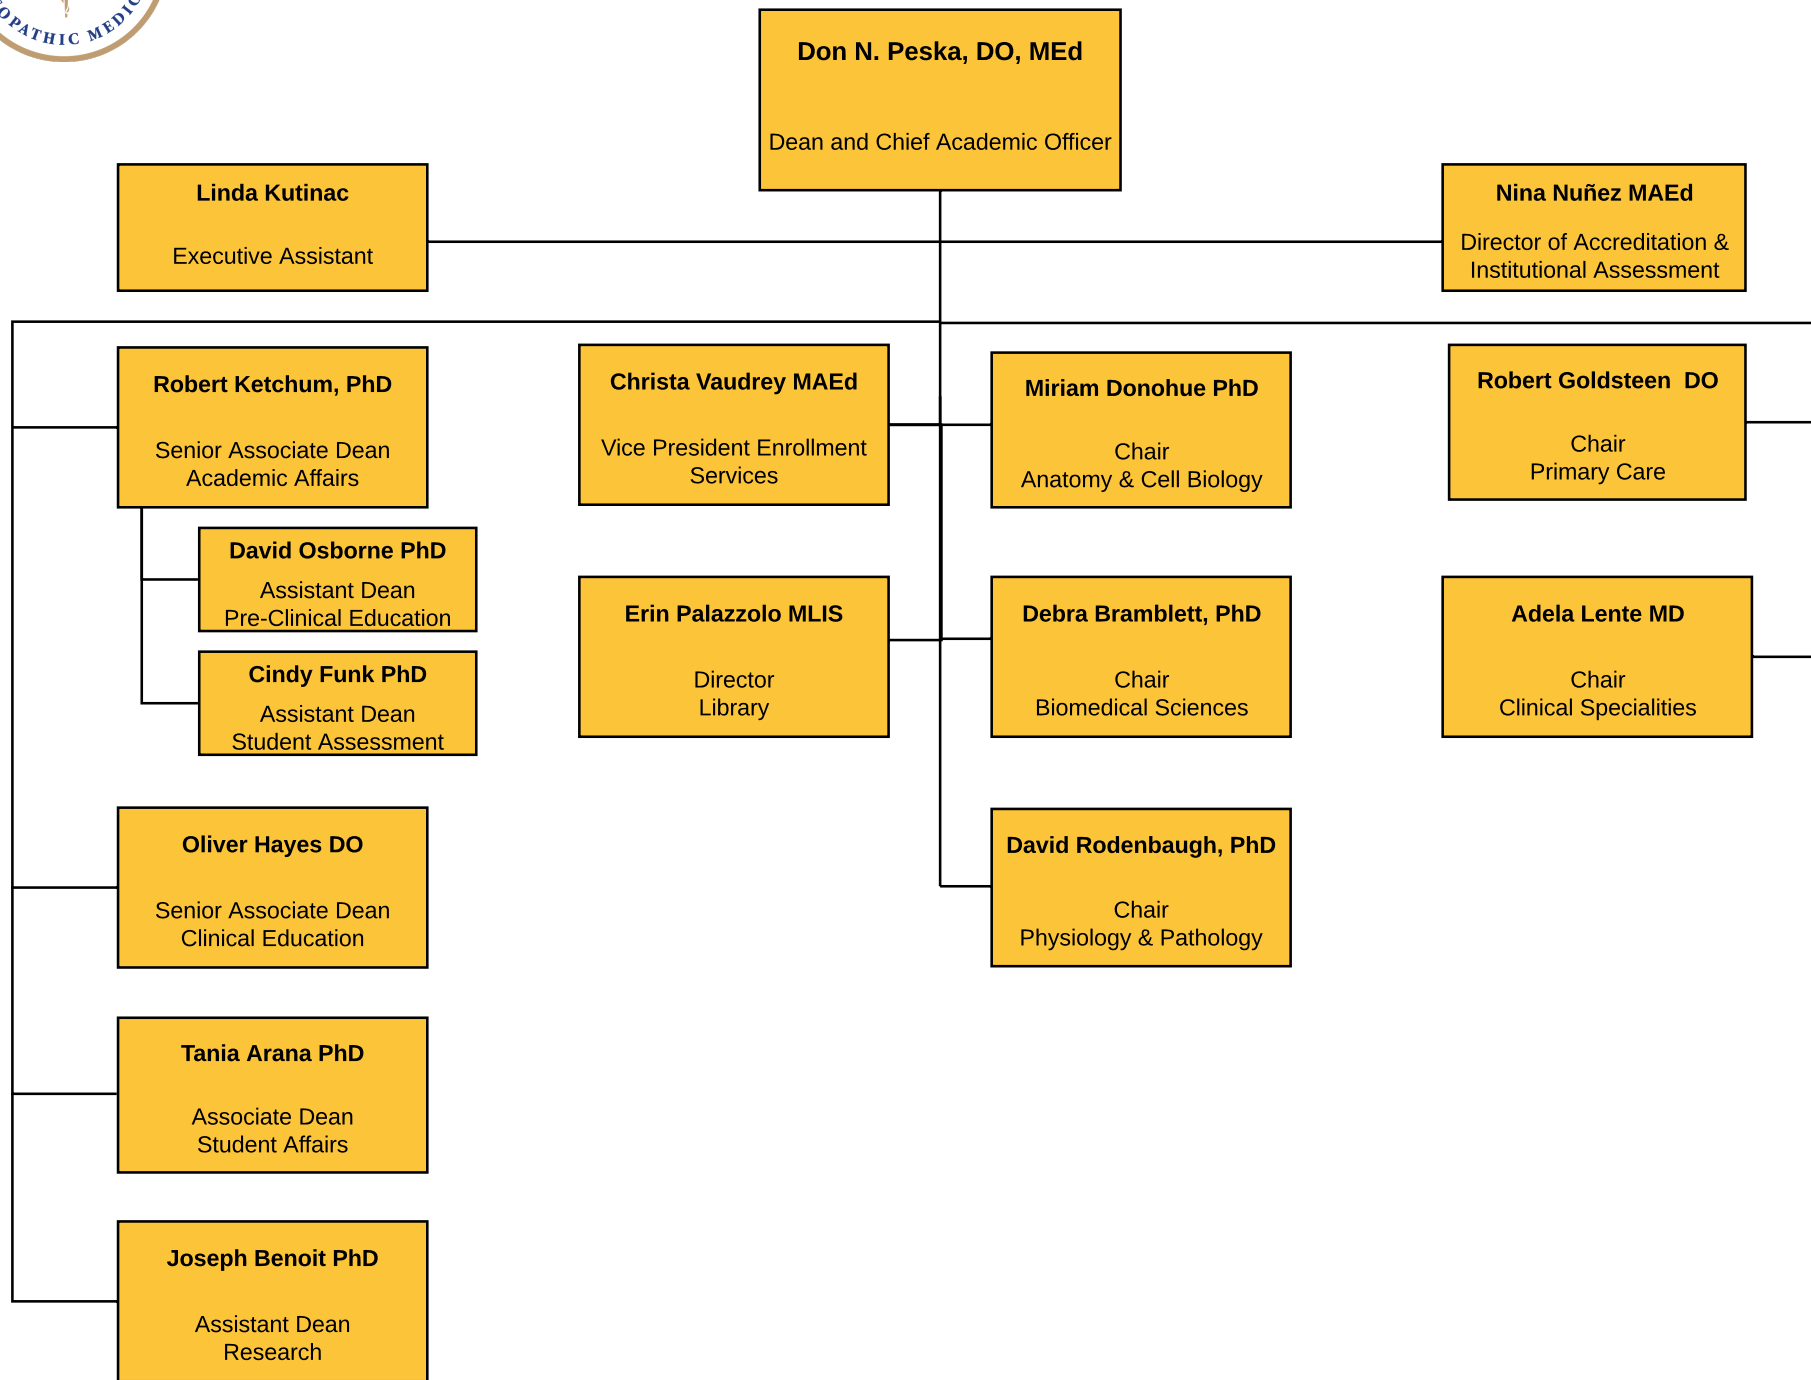 PATHIC MEDIC
Don N. Peska, DO, MEd
Dean and Chief Academic Officer
Linda Kutinac
Executive Assistant
Nina Nuñez MAEd
Director of Accreditation &
Institutional Assessment
Robert Ketchum, PhD
Senior Associate Dean
Academic Affairs
David Osborne PhD
Assistant Dean
Pre-Clinical Education
Cindy Funk PhD
Assistant Dean
Student Assessment
Oliver Hayes DO
Senior Associate Dean
Clinical Education
Tania Arana PhD
Associate Dean
Student Affairs
Joseph Benoit PhD
Assistant Dean
Research
Christa Vaudrey MAEd
Vice President Enrollment
Services
Erin Palazzolo MLIS
Director
Library
Miriam Donohue PhD
Chair
Anatomy & Cell Biology
Debra Bramblett, PhD
Chair
Biomedical Sciences
David Rodenbaugh, PhD
Chair
Physiology & Pathology
Robert Goldsteen  DO
Chair
Primary Care
Adela Lente MD
Chair
Clinical Specialities